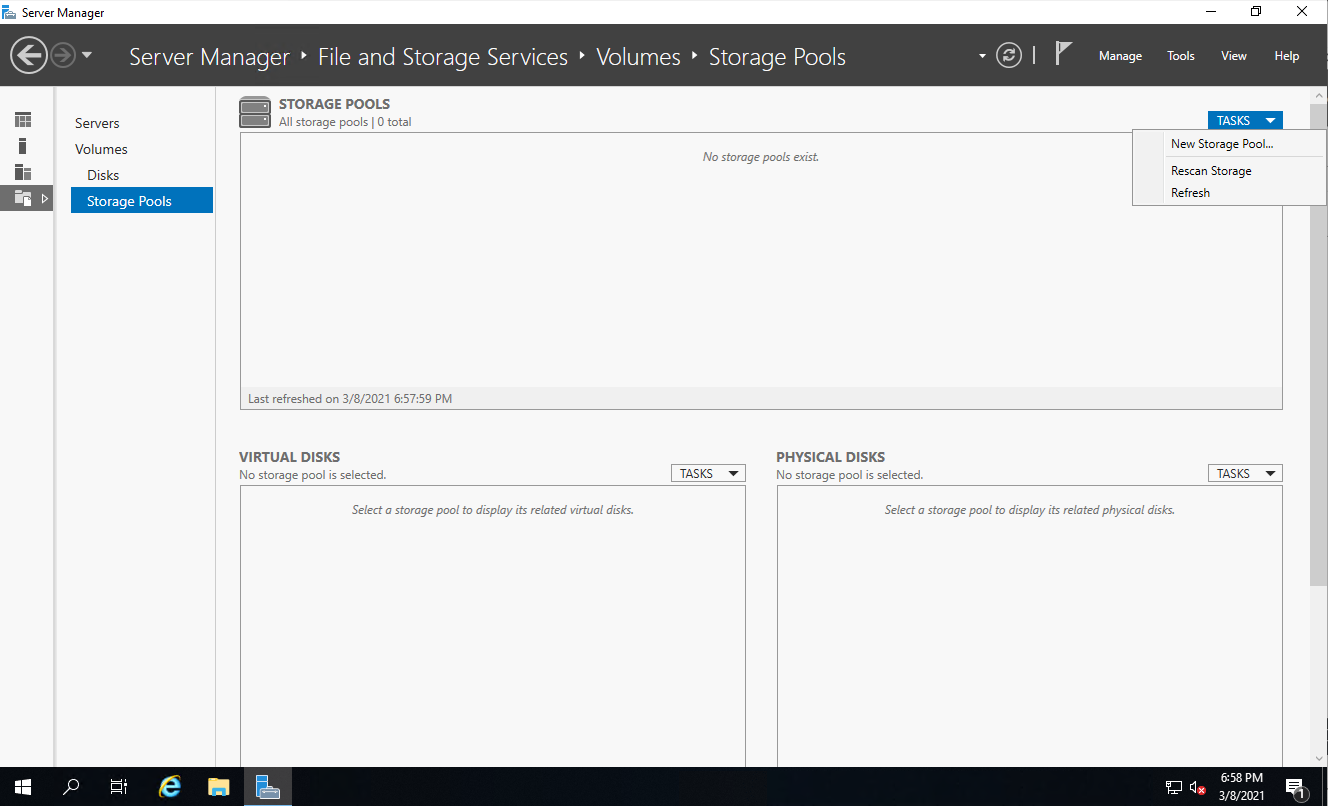 Server Manager
Server Manager ‣ File and Storage Services ‣ Volumes ‣ Storage Pools
Manage Tools View Help
Servers
Volumes
Disks
Storage Pools
STORAGE POOLS
All storage pools | 0 total
TASKS
New Storage Pool...
Rescan Storage
Refresh
No storage pools exist.
Last refreshed on 3/8/2021 6:57:59 PM
VIRTUAL DISKS
No storage pool is selected.
TASKS
Select a storage pool to display its related virtual disks.
PHYSICAL DISKS
No storage pool is selected.
TASKS
Select a storage pool to display its related physical disks.
6:58 PM
3/8/2021
1